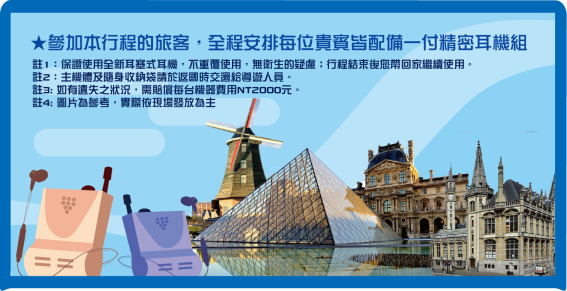 ★參加本行程的旅客，全程安排每位貴賓皆配備一付精密耳機組
註1：保證使用全新耳塞式耳機，不重覆使用，無衛生的疑慮；行程結束後您帶回家繼續使用。
註2：主機體及隨身收納袋請於返國時交還給導遊人員。
註3: 如有遺失之狀況，需賠償每台機器費用NT2000元。
註4: 圖片為參考，實際依現場發放為主